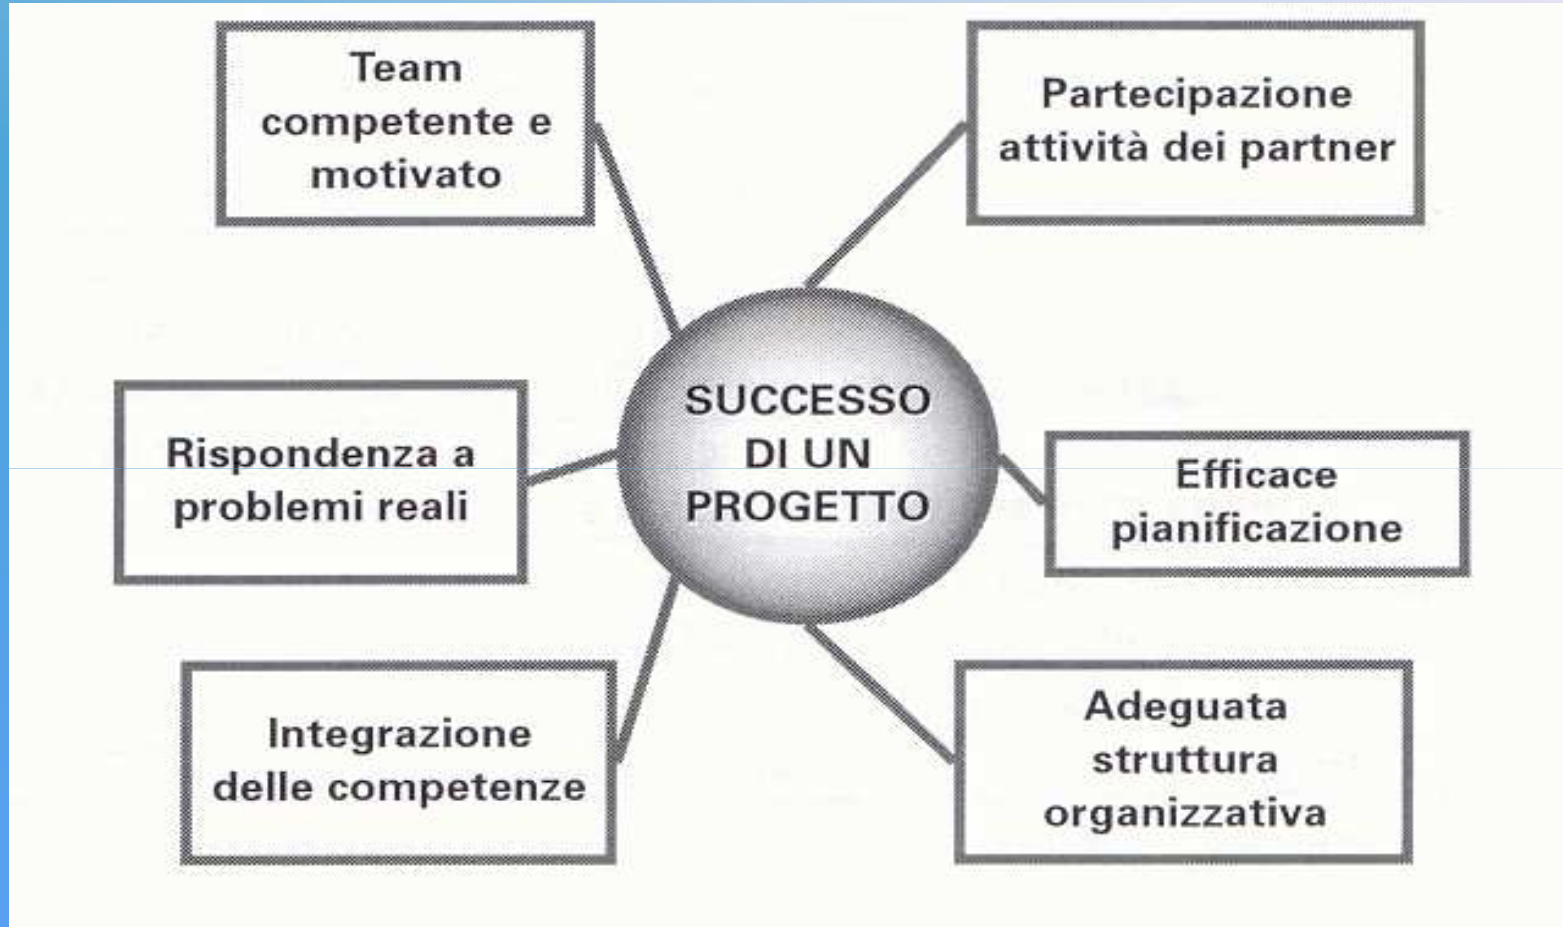 Team
competente e
motivato
Partecipazione
attività dei partner
Rispondenza a
problemi reali
SUCCESSO
DI UN
PROGETTO
Efficace
pianificazione
Integrazione
delle competenze
Adeguata
struttura
organizzativa